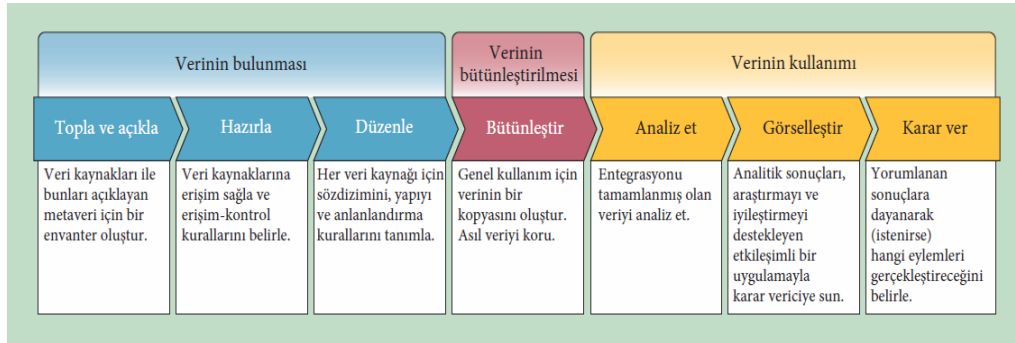 Verinin bulunması
Verinin
bütünleştirilmesi
Verinin kullanımı
Topla ve açıkla
Hazırla
Düzenle
Bütünleştir
Analiz et
Görselleştir
Karar ver
Veri kaynakları ile
bunları açıklayan
metaveri için bir
envanter oluştur.
Veri kaynaklarına
erişim sağla ve
erişim-kontrol
kurallarını belirle.
Her veri kaynağı için
sözdizimini, yapıyı
ve anlanlandırma
kurallarını tanımla.
Genel kullanım için
verinin bir
kopyasını oluştur.
Asıl veriyi koru.
Entegrasyonu
tamamlanmış olan
veriyi analiz et.
Analitik sonuçları,
araştırmayı ve
iyileştirmeyi
destekleyen
etkileşimli bir
uygulamayla
karar vericiye sun.
Yorumlanan
sonuçlara
dayanarak
(istenirse)
hangi eylemleri
gerçekleştireceğini
belirle.